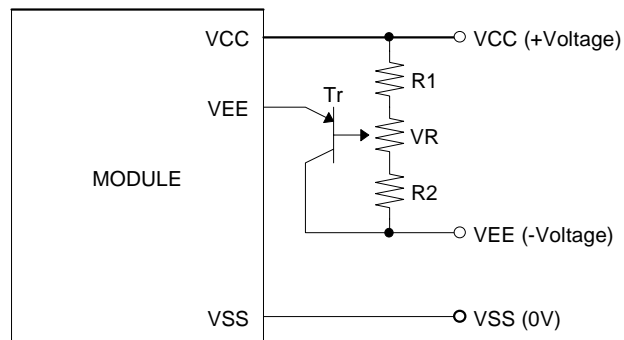 VCC
VCC (+Voltage)
R1
Tr
VEE
VR
MODULE
R2
VEE (-Voltage)
VSS
VSS (0V)